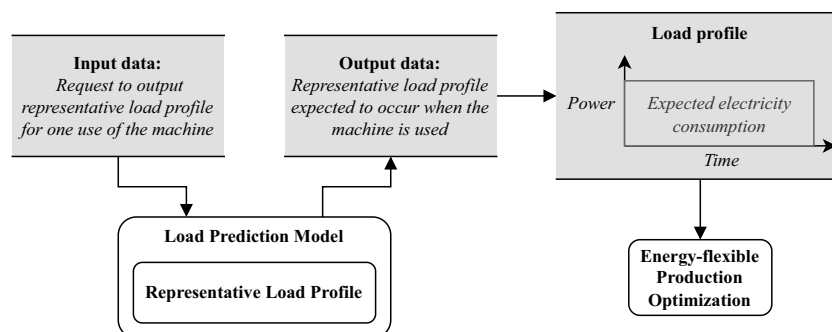 Input data:
Request to output
representative load profile
for one use of the machine
Output data:
Representative load profile
expected to occur when the
machine is used
Load profile
Power
Expected electricity
consumption
Time
Load Prediction Model
Representative Load Profile
Energy-flexible
Production
Optimization